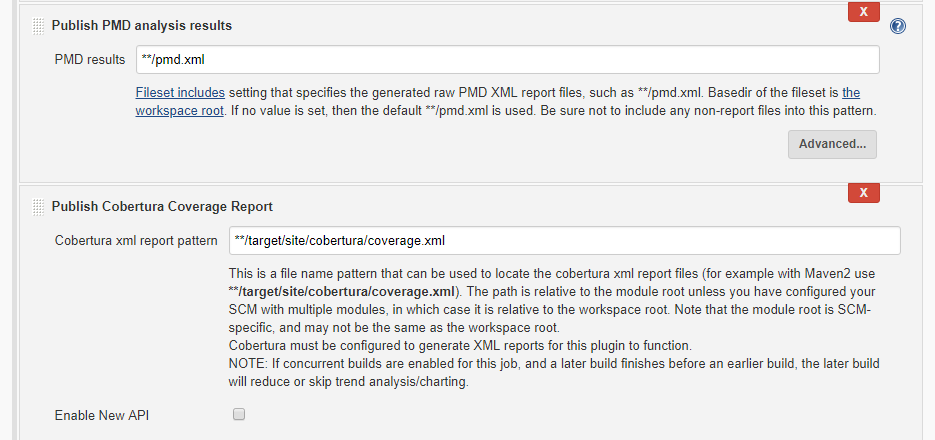 X
Publish PMD analysis results
PMD results **/pmd.xml
Fileset includes setting that specifies the generated raw PMD XML report files, such as **/pmd.xml. Basedir of the fileset is the
workspace root. If no value is set, then the default **/pmd.xml is used. Be sure not to include any non-report files into this pattern.
Advanced...
X
Publish Cobertura Coverage Report
Cobertura xml report pattern **/target/site/cobertura/coverage.xml
This is a file name pattern that can be used to locate the cobertura xml report files (for example with Maven2 use
**/target/site/cobertura/coverage.xml). The path is relative to the module root unless you have configured your
SCM with multiple modules, in which case it is relative to the workspace root. Note that the module root is SCM-
specific, and may not be the same as the workspace root.
Cobertura must be configured to generate XML reports for this plugin to function.
NOTE: If concurrent builds are enabled for this job, and a later build finishes before an earlier build, the later build
will reduce or skip trend analysis/charting.
Enable New API